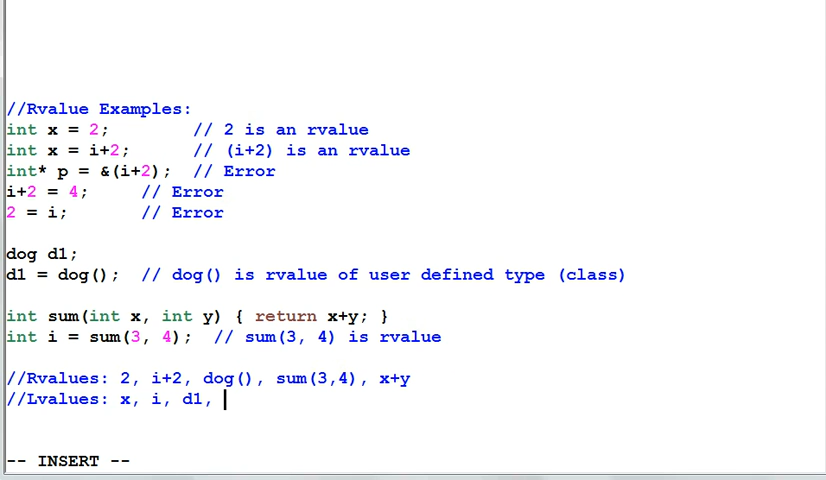 //Rvalue Examples:
int x = 2;        // 2 is an rvalue
int x = i+2;      // (i+2) is an rvalue
int* p = &(i+2);  // Error
i+2 = 4;     // Error
2 = i;       // Error
dog d1;
d1 = dog();  // dog() is rvalue of user defined type (class)
int sum(int x, int y) { return x+y; }
int i = sum(3, 4);  // sum(3, 4) is rvalue
//Rvalues: 2, i+2, dog(), sum(3,4), x+y
//Lvalues: x, i, d1,
-- INSERT --